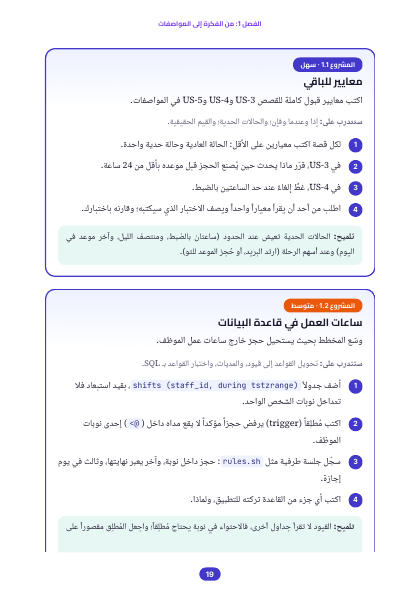 الفصل 1: من الفكرة إلى المواصفات
المشروع 1.1 · سهل
معايير للباقي
اكتب معايير قبول كاملة للقصص US-3 وUS-4 وUS-5 في المواصفات.
ستتدرب على: إذا وعندما وفإن؛ والحالات الحدية؛ والقيم الحقيقية.
1 لكل قصة اكتب معيارين على الأقل: الحالة العادية وحالة حدية واحدة.
2 في US-3، قرّر ماذا يحدث حين يُصنع الحجز قبل موعده بأقل من 24 ساعة.
3 في US-4، غطِّ إلغاءً عند حد الساعتين بالضبط.
4 اطلب من أحد أن يقرأ معياراً واحداً ويصف الاختبار الذي سيكتبه؛ وقارنه باختبارك.
تلميح: الحالات الحدية تعيش عند الحدود (ساعتان بالضبط، ومنتصف الليل، وآخر موعد في
اليوم) وعند أسهم الرحلة (ارتد البريد، أو حُجز الموعد للتو).
المشروع 1.2 · متوسط
ساعات العمل في قاعدة البيانات
وسّع المخطط بحيث يستحيل حجز خارج ساعات عمل الموظف.
ستتدرب على: تحويل القواعد إلى قيود، والمديات، واختبار القواعد بـ SQL.
1 أضف جدولاً shifts (staff_id, during tstzrange)، بقيد استبعاد فلا
تتداخل نوبات الشخص الواحد.
2 اكتب مُطلِقاً (trigger) يرفض حجزاً مؤكداً لا يقع مداه داخل (<@) إحدى نوبات
الموظف.
3 سجّل جلسة طرفية مثل rules.sh: حجز داخل نوبة، وآخر يعبر نهايتها، وثالث في يوم
إجازة.
4 اكتب أي جزء من القاعدة تركته للتطبيق، ولماذا.
تلميح: القيود لا تقرأ جداول أخرى، فالاحتواء في نوبة يحتاج مُطلِقاً؛ واجعل المُطلِق مقصوراً على
19